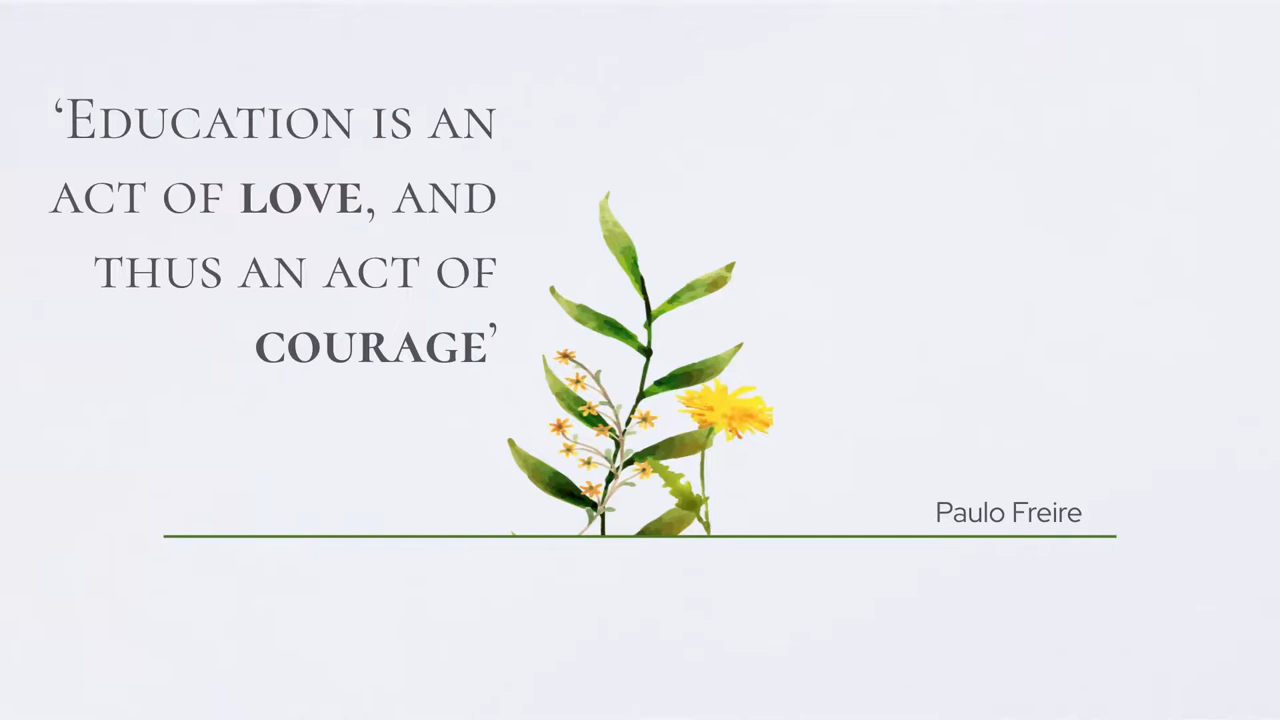 ‘Education is an
act of love, and
thus an act of
courage’
Paulo Freire